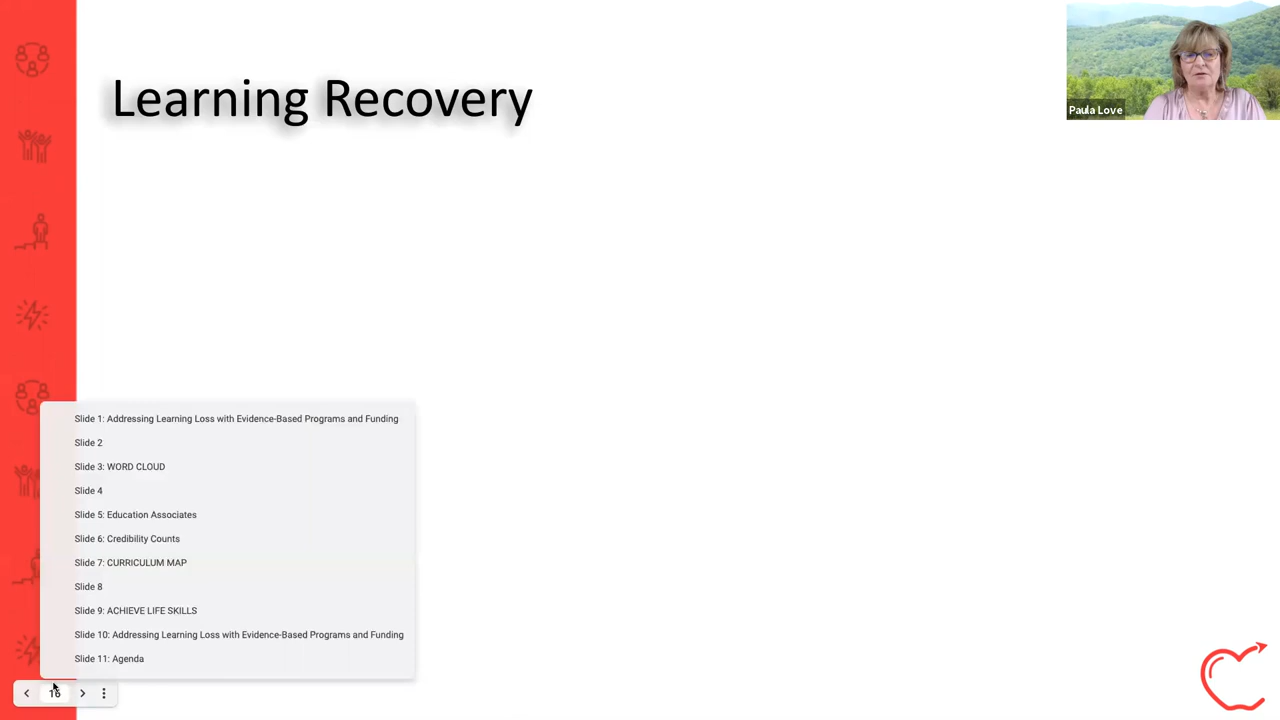 Learning Recovery
Paula Love
Slide 1: Addressing Learning Loss with Evidence-Based Programs and Funding
Slide 2
Slide 3: WORD CLOUD
Slide 4
Slide 5: Education Associates
Slide 6: Credibility Counts
Slide 7: CURRICULUM MAP
Slide 8
Slide 9: ACHIEVE LIFE SKILLS
Slide 10: Addressing Learning Loss with Evidence-Based Programs and Funding
Slide 11: Agenda
16